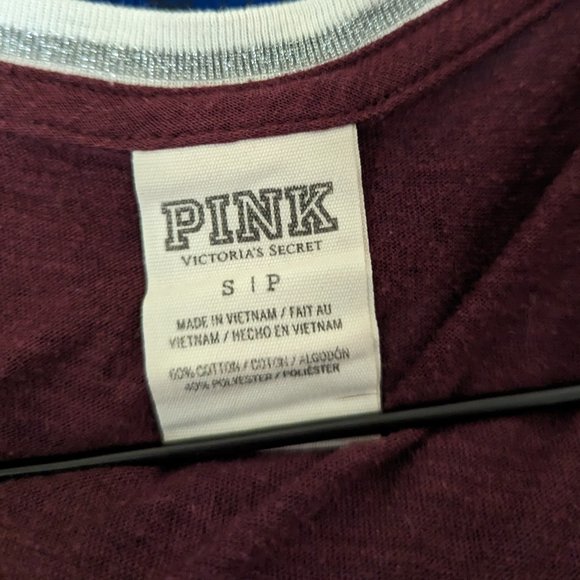 PINK
VICTORIA'S SECRET
S | P
MADE IN VIETNAM / FAIT AU
VIETNAM / HECHO EN VIETNAM
60% COTTON / COTON / ALGODÓN
40% POLYESTER / POLIÉSTER